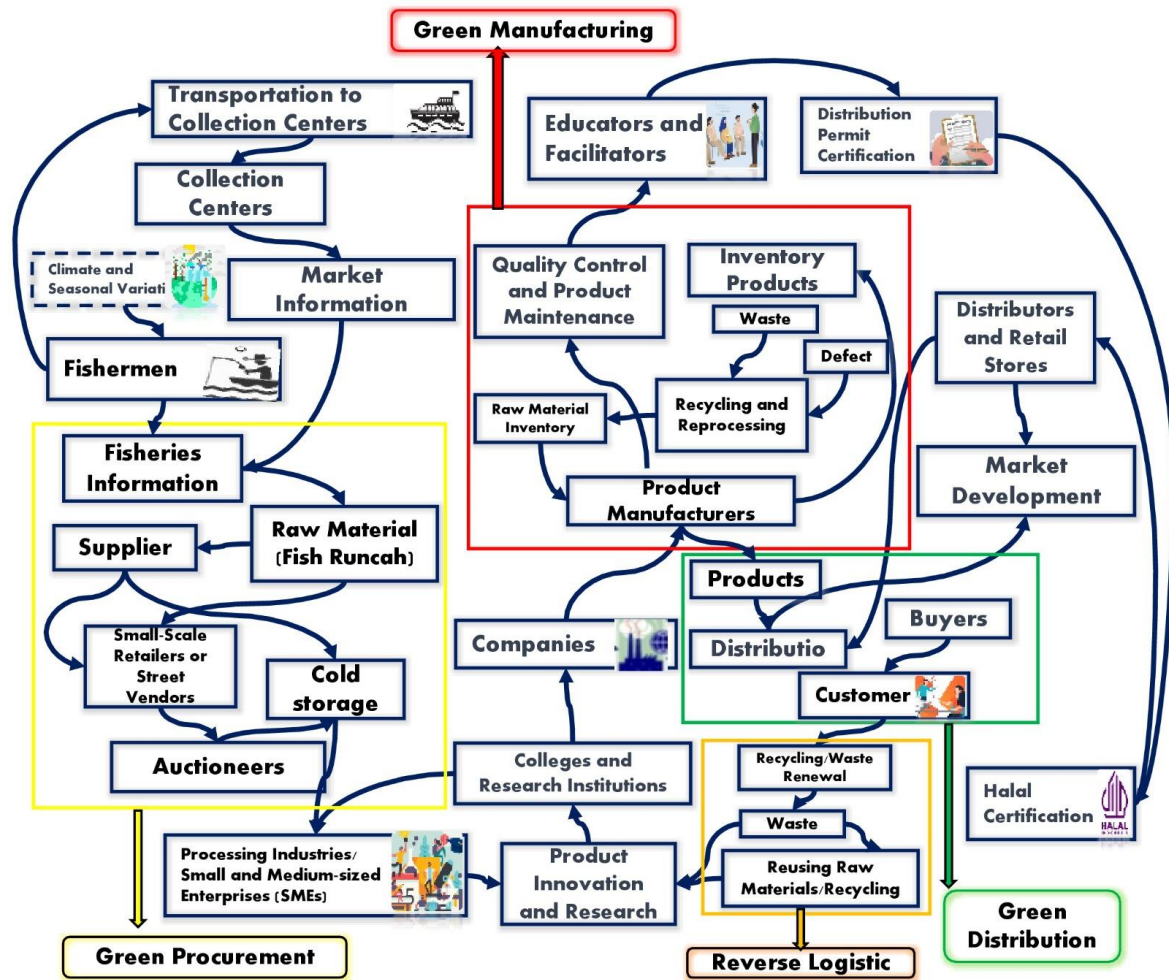 Green Manufacturing
Transportation to
Collection Centers
Educators and
Facilitators
Distribution
Permit
Certification
Collection
Centers
Climate and
Seasonal Variati
Market
Information
Quality Control
and Product
Maintenance
Inventory
Products
Waste
Defect
Distributors
and Retail
Stores
Fishermen
Raw Material
Inventory
Recycling and
Reprocessing
Fisheries
Information
Product
Manufacturers
Market
Development
Supplier
Raw Material
(Fish Runcah)
Products
Buyers
Small-Scale
Retailers or
Street
Vendors
Cold
storage
Companies
Distributio
Customer
Auctioneers
Colleges and
Research Institutions
Recycling/Waste
Renewal
Waste
Halal
Certification
HALAL
Processing Industries/
Small and Medium-sized
Enterprises (SMEs)
Product
Innovation
and Research
Reusing Raw
Materials/Recycling
Green Procurement
Reverse Logistic
Green
Distribution